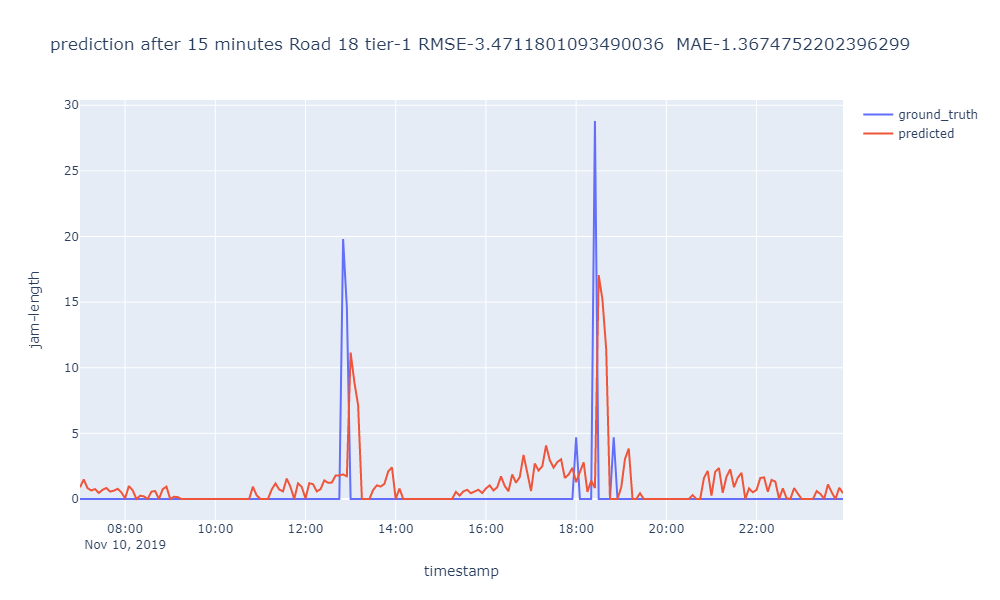 prediction after 15 minutes Road 18 tier-1 RMSE-3.4711801093490036  MAE-1.3674752202396299
ground_truth
predicted
30
25
20
15
10
5
0
jam-length
08:00 10:00 12:00 14:00 16:00 18:00 20:00 22:00
Nov 10, 2019
timestamp